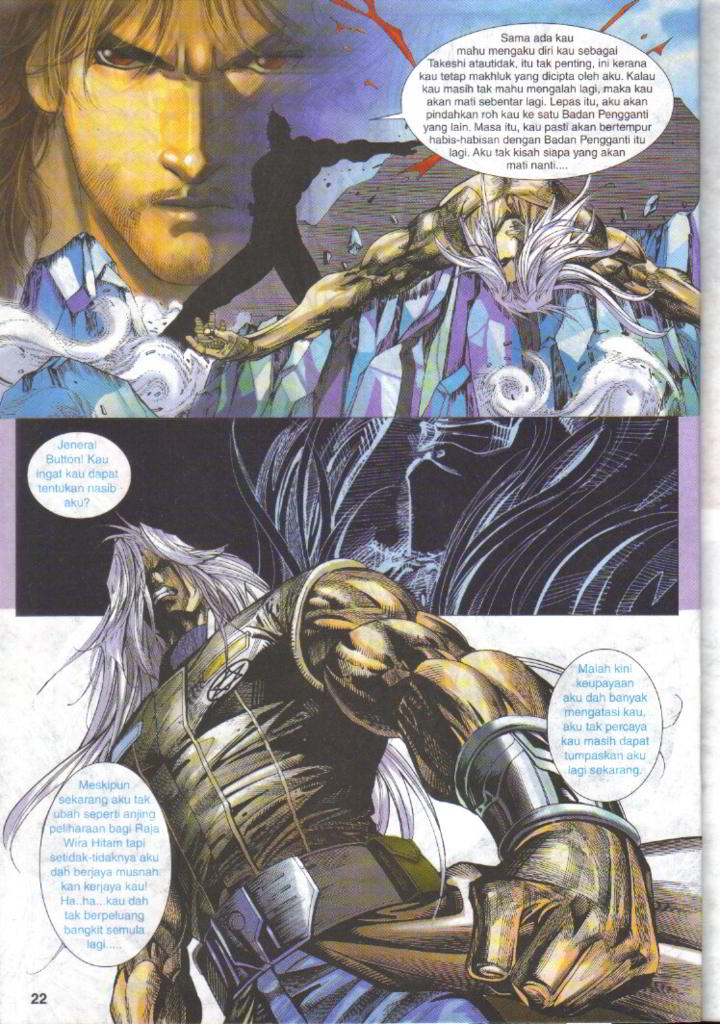 Sama ada kau
mahu mengaku diri kau sebagai
Takeshi atautidak, itu tak penting, ini kerana
kau tetap makhluk yang dicipta oleh aku. Kalau
kau masih tak mahu mengalah lagi, maka kau
akan mati sebentar lagi. Lepas itu, aku akan
pindahkan roh kau ke satu Badan Pengganti
yang lain. Masa itu, kau pasti akan bertempur
habis-habisan dengan Badan Pengganti itu
lagi. Aku tak kisah siapa yang akan
mati nanti....
Jeneral
Button! Kau
ingat kau dapat
tentukan nasib
aku?
Malah kini
keupayaan
aku dah banyak
mengatasi kau,
aku tak percaya
kau masih dapat
tumpaskan aku
lagi sekarang.
Meskipun
sekarang aku tak
ubah seperti anjing
peliharaan bagi Raja
Wira Hitam tapi
setidak-tidaknya aku
dah berjaya musnah
kan kerjaya kau!
Ha..ha...kau dah
tak berpeluang
bangkit semula
lagi.....
22